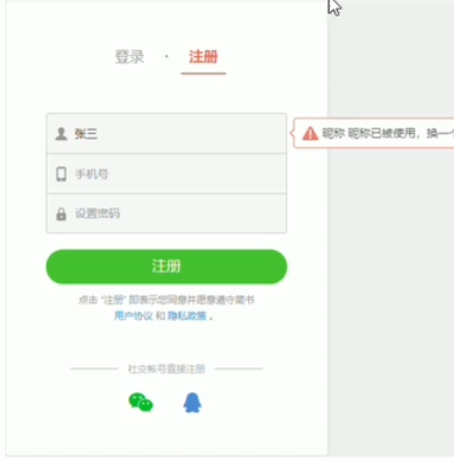 登录 · 注册
张三
昵称 昵称已被使用，换一个
手机号
设置密码
注册
点击 “注册” 即表示您同意并愿意遵守简书
用户协议 和 隐私政策 。
社交帐号直接注册